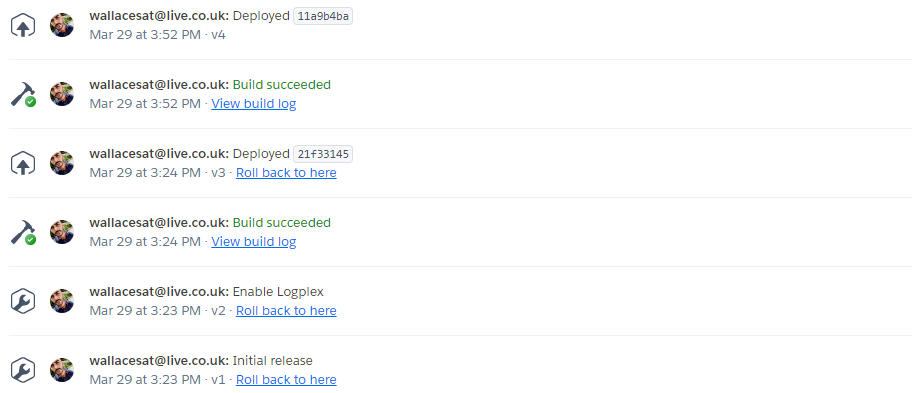 wallacesat@live.co.uk: Deployed 11a9b4ba
Mar 29 at 3:52 PM · v4
wallacesat@live.co.uk: Build succeeded
Mar 29 at 3:52 PM · View build log
wallacesat@live.co.uk: Deployed 21f33145
Mar 29 at 3:24 PM · v3 · Roll back to here
wallacesat@live.co.uk: Build succeeded
Mar 29 at 3:24 PM · View build log
wallacesat@live.co.uk: Enable Logplex
Mar 29 at 3:23 PM · v2 · Roll back to here
wallacesat@live.co.uk: Initial release
Mar 29 at 3:23 PM · v1 · Roll back to here